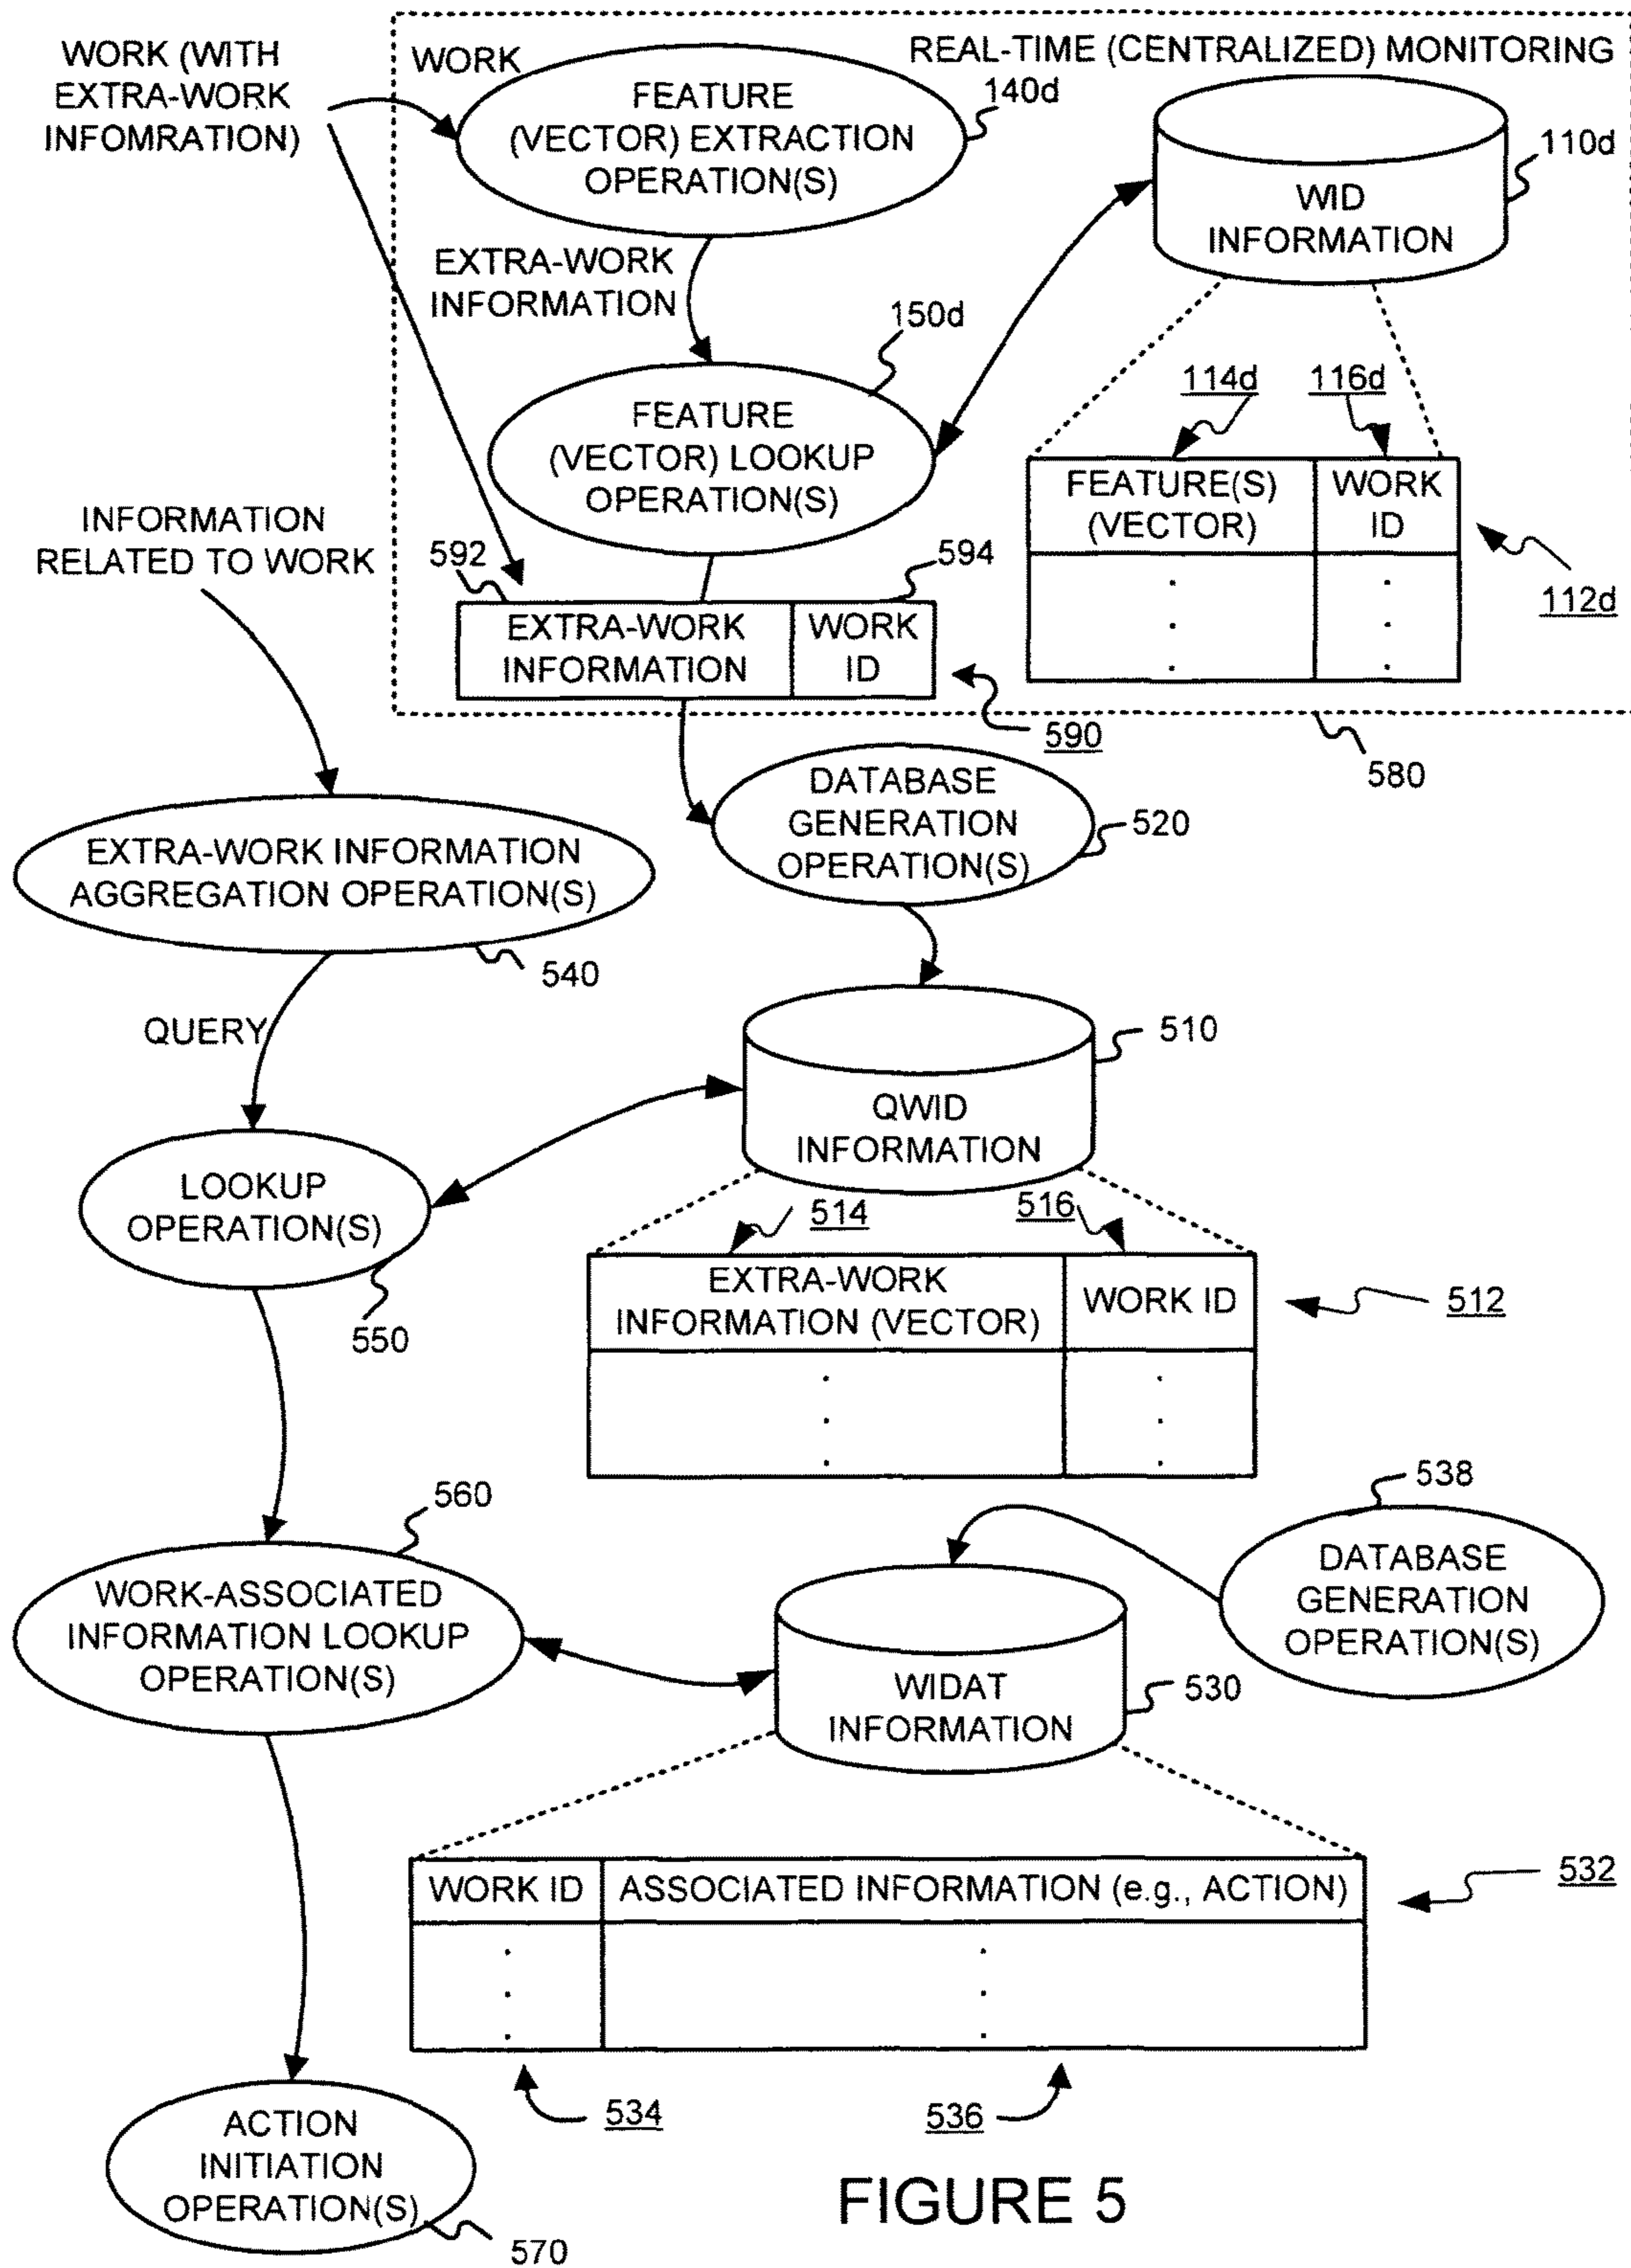 WORK (WITH
EXTRA-WORK
INFOMRATION)
WORK
REAL-TIME (CENTRALIZED) MONITORING
FEATURE
(VECTOR) EXTRACTION
OPERATION(S)
140d
WID
INFORMATION
110d
EXTRA-WORK
INFORMATION
150d
FEATURE
(VECTOR) LOOKUP
OPERATION(S)
114d
116d
FEATURE(S)
(VECTOR)
WORK
ID
112d
INFORMATION
RELATED TO WORK
592
594
EXTRA-WORK
INFORMATION
WORK
ID
590
580
DATABASE
GENERATION
OPERATION(S)
520
EXTRA-WORK INFORMATION
AGGREGATION OPERATION(S)
540
QUERY
510
QWID
INFORMATION
LOOKUP
OPERATION(S)
550
514
516
EXTRA-WORK
INFORMATION (VECTOR)
WORK ID
512
538
DATABASE
GENERATION
OPERATION(S)
560
WORK-ASSOCIATED
INFORMATION LOOKUP
OPERATION(S)
WIDAT
INFORMATION
530
WORK ID
ASSOCIATED INFORMATION (e.g., ACTION)
532
534
536
ACTION
INITIATION
OPERATION(S)
570
FIGURE 5